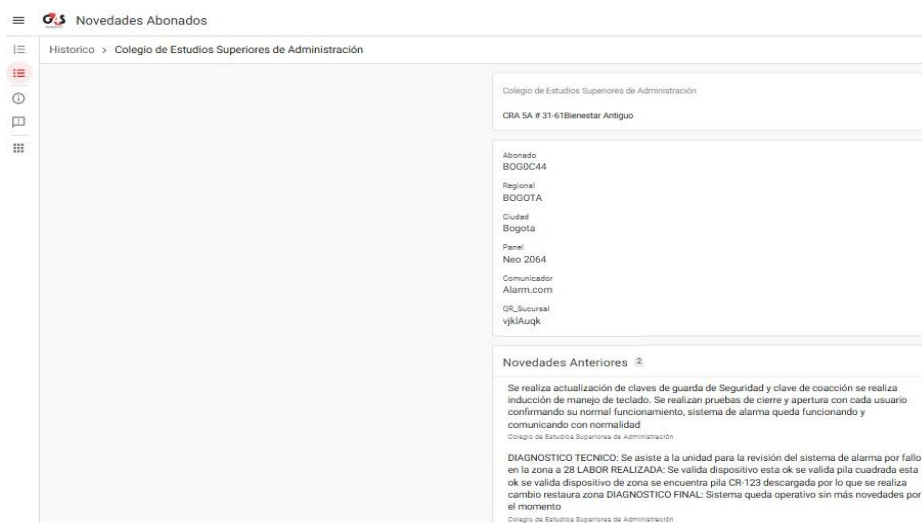 G4S Novedades Abonados
Historico > Colegio de Estudios Superiores de Administración
Colegio de Estudios Superiores de Administración
CRA 5A # 31-61Bienestar Antiguo
Abonado
BOG0C44
Regional
BOGOTA
Ciudad
Bogota
Panel
Neo 2064
Comunicador
Alarm.com
QR_Sucursal
vjklAuqk
Novedades Anteriores 2
Se realiza actualización de claves de guarda de Seguridad y clave de coacción se realiza
inducción de manejo de teclado. Se realizan pruebas de cierre y apertura con cada usuario
confirmando su normal funcionamiento, sistema de alarma queda funcionando y
comunicando con normalidad
Colegio de Estudios Superiores de Administración
DIAGNOSTICO TECNICO: Se asiste a la unidad para la revisión del sistema de alarma por fallo
en la zona a 28 LABOR REALIZADA: Se valida dispositivo esta ok se valida pila cuadrada esta
ok se valida dispositivo de zona se encuentra pila CR-123 descargada por lo que se realiza
cambio restaura zona DIAGNOSTICO FINAL: Sistema queda operativo sin más novedades por
el momento
Colegio de Estudios Superiores de Administración